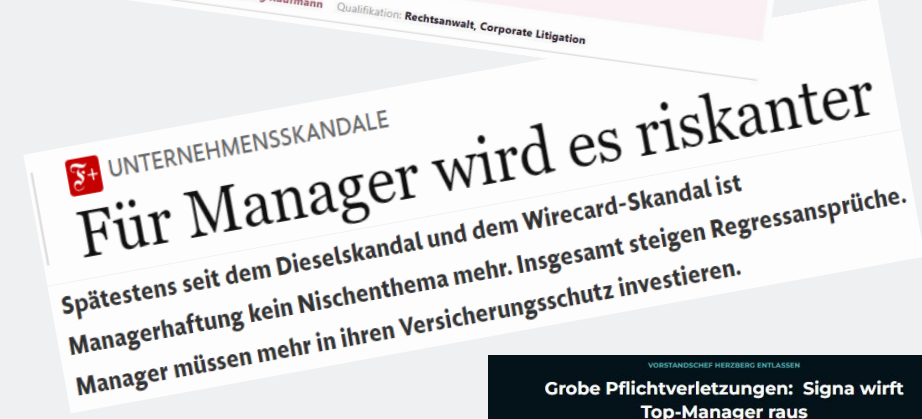 Kaufmann
Qualifikation: Rechtsanwalt, Corporate Litigation
F+ UNTERNEHMENSSKANDALE
Für Manager wird es riskanter
Spätestens seit dem Dieselskandal und dem Wirecard-Skandal ist
Managerhaftung kein Nischenthema mehr. Insgesamt steigen Regressansprüche.
Manager müssen mehr in ihren Versicherungsschutz investieren.
VORSTANDSCHEF HERZBERG ENTLASSEN
Grobe Pflichtverletzungen: Signa wirft
Top-Manager raus